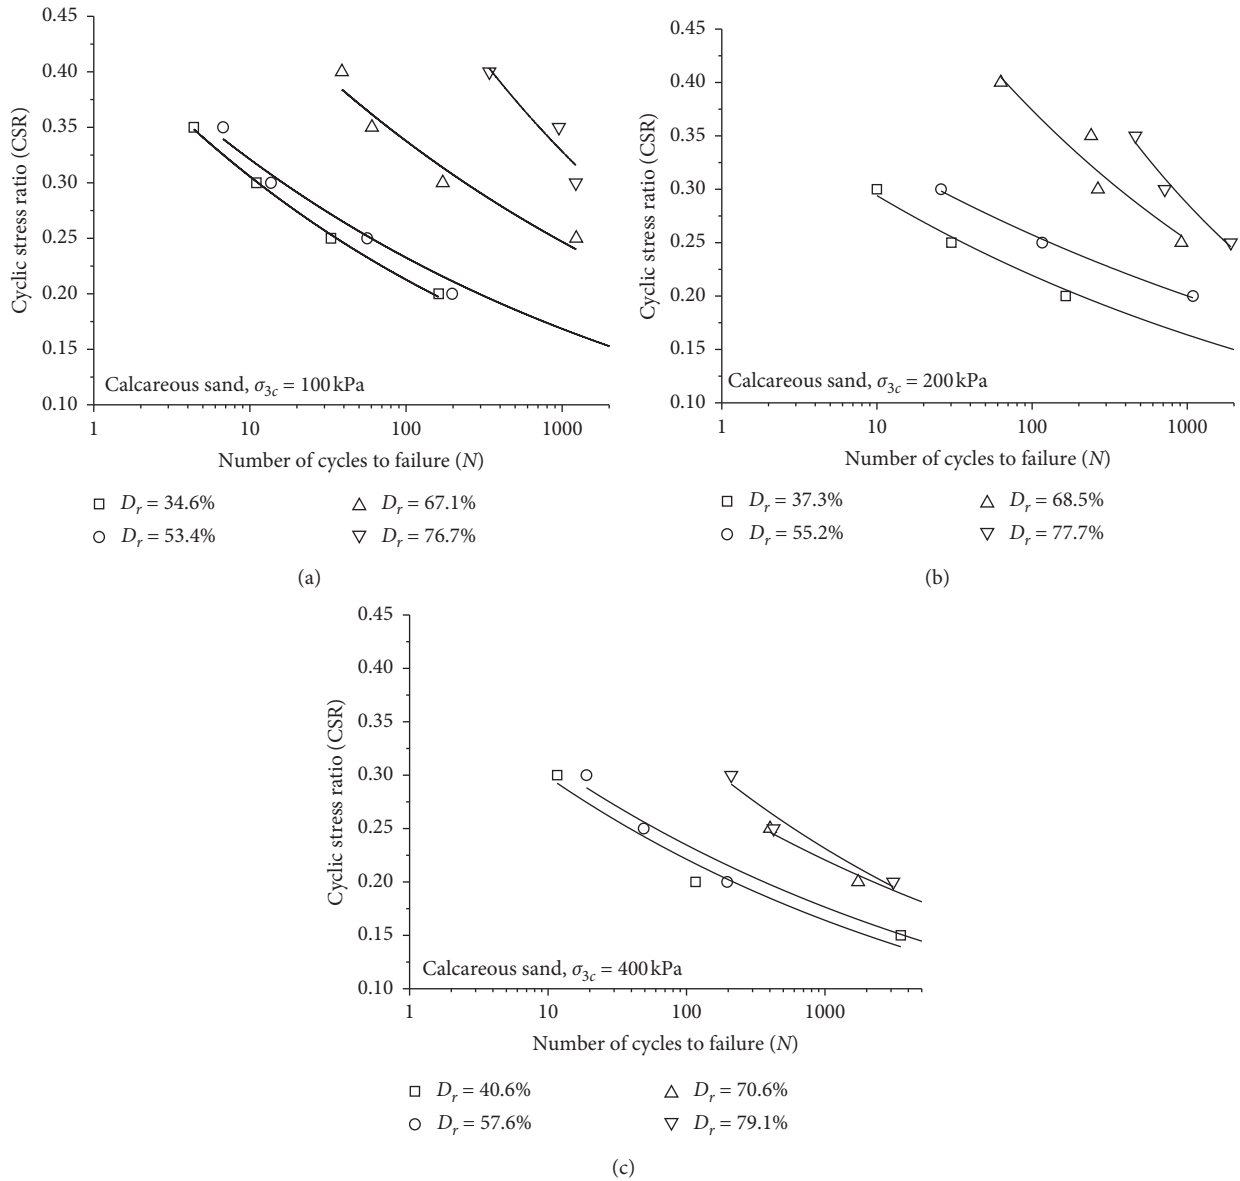 0.45
0.40
0.35
0.30
0.25
0.20
0.15
0.10
Cyclic stress ratio (CSR)
Calcareous sand, σ3c = 100 kPa
1 10 100 1000
Number of cycles to failure (N)
Dr = 34.6% Dr = 67.1%
Dr = 53.4% Dr = 76.7%
(a)
0.45
0.40
0.35
0.30
0.25
0.20
0.15
0.10
Cyclic stress ratio (CSR)
Calcareous sand, σ3c = 200 kPa
1 10 100 1000
Number of cycles to failure (N)
Dr = 37.3% Dr = 68.5%
Dr = 55.2% Dr = 77.7%
(b)
0.45
0.40
0.35
0.30
0.25
0.20
0.15
0.10
Cyclic stress ratio (CSR)
Calcareous sand, σ3c = 400 kPa
1 10 100 1000
Number of cycles to failure (N)
Dr = 40.6% Dr = 70.6%
Dr = 57.6% Dr = 79.1%
(c)